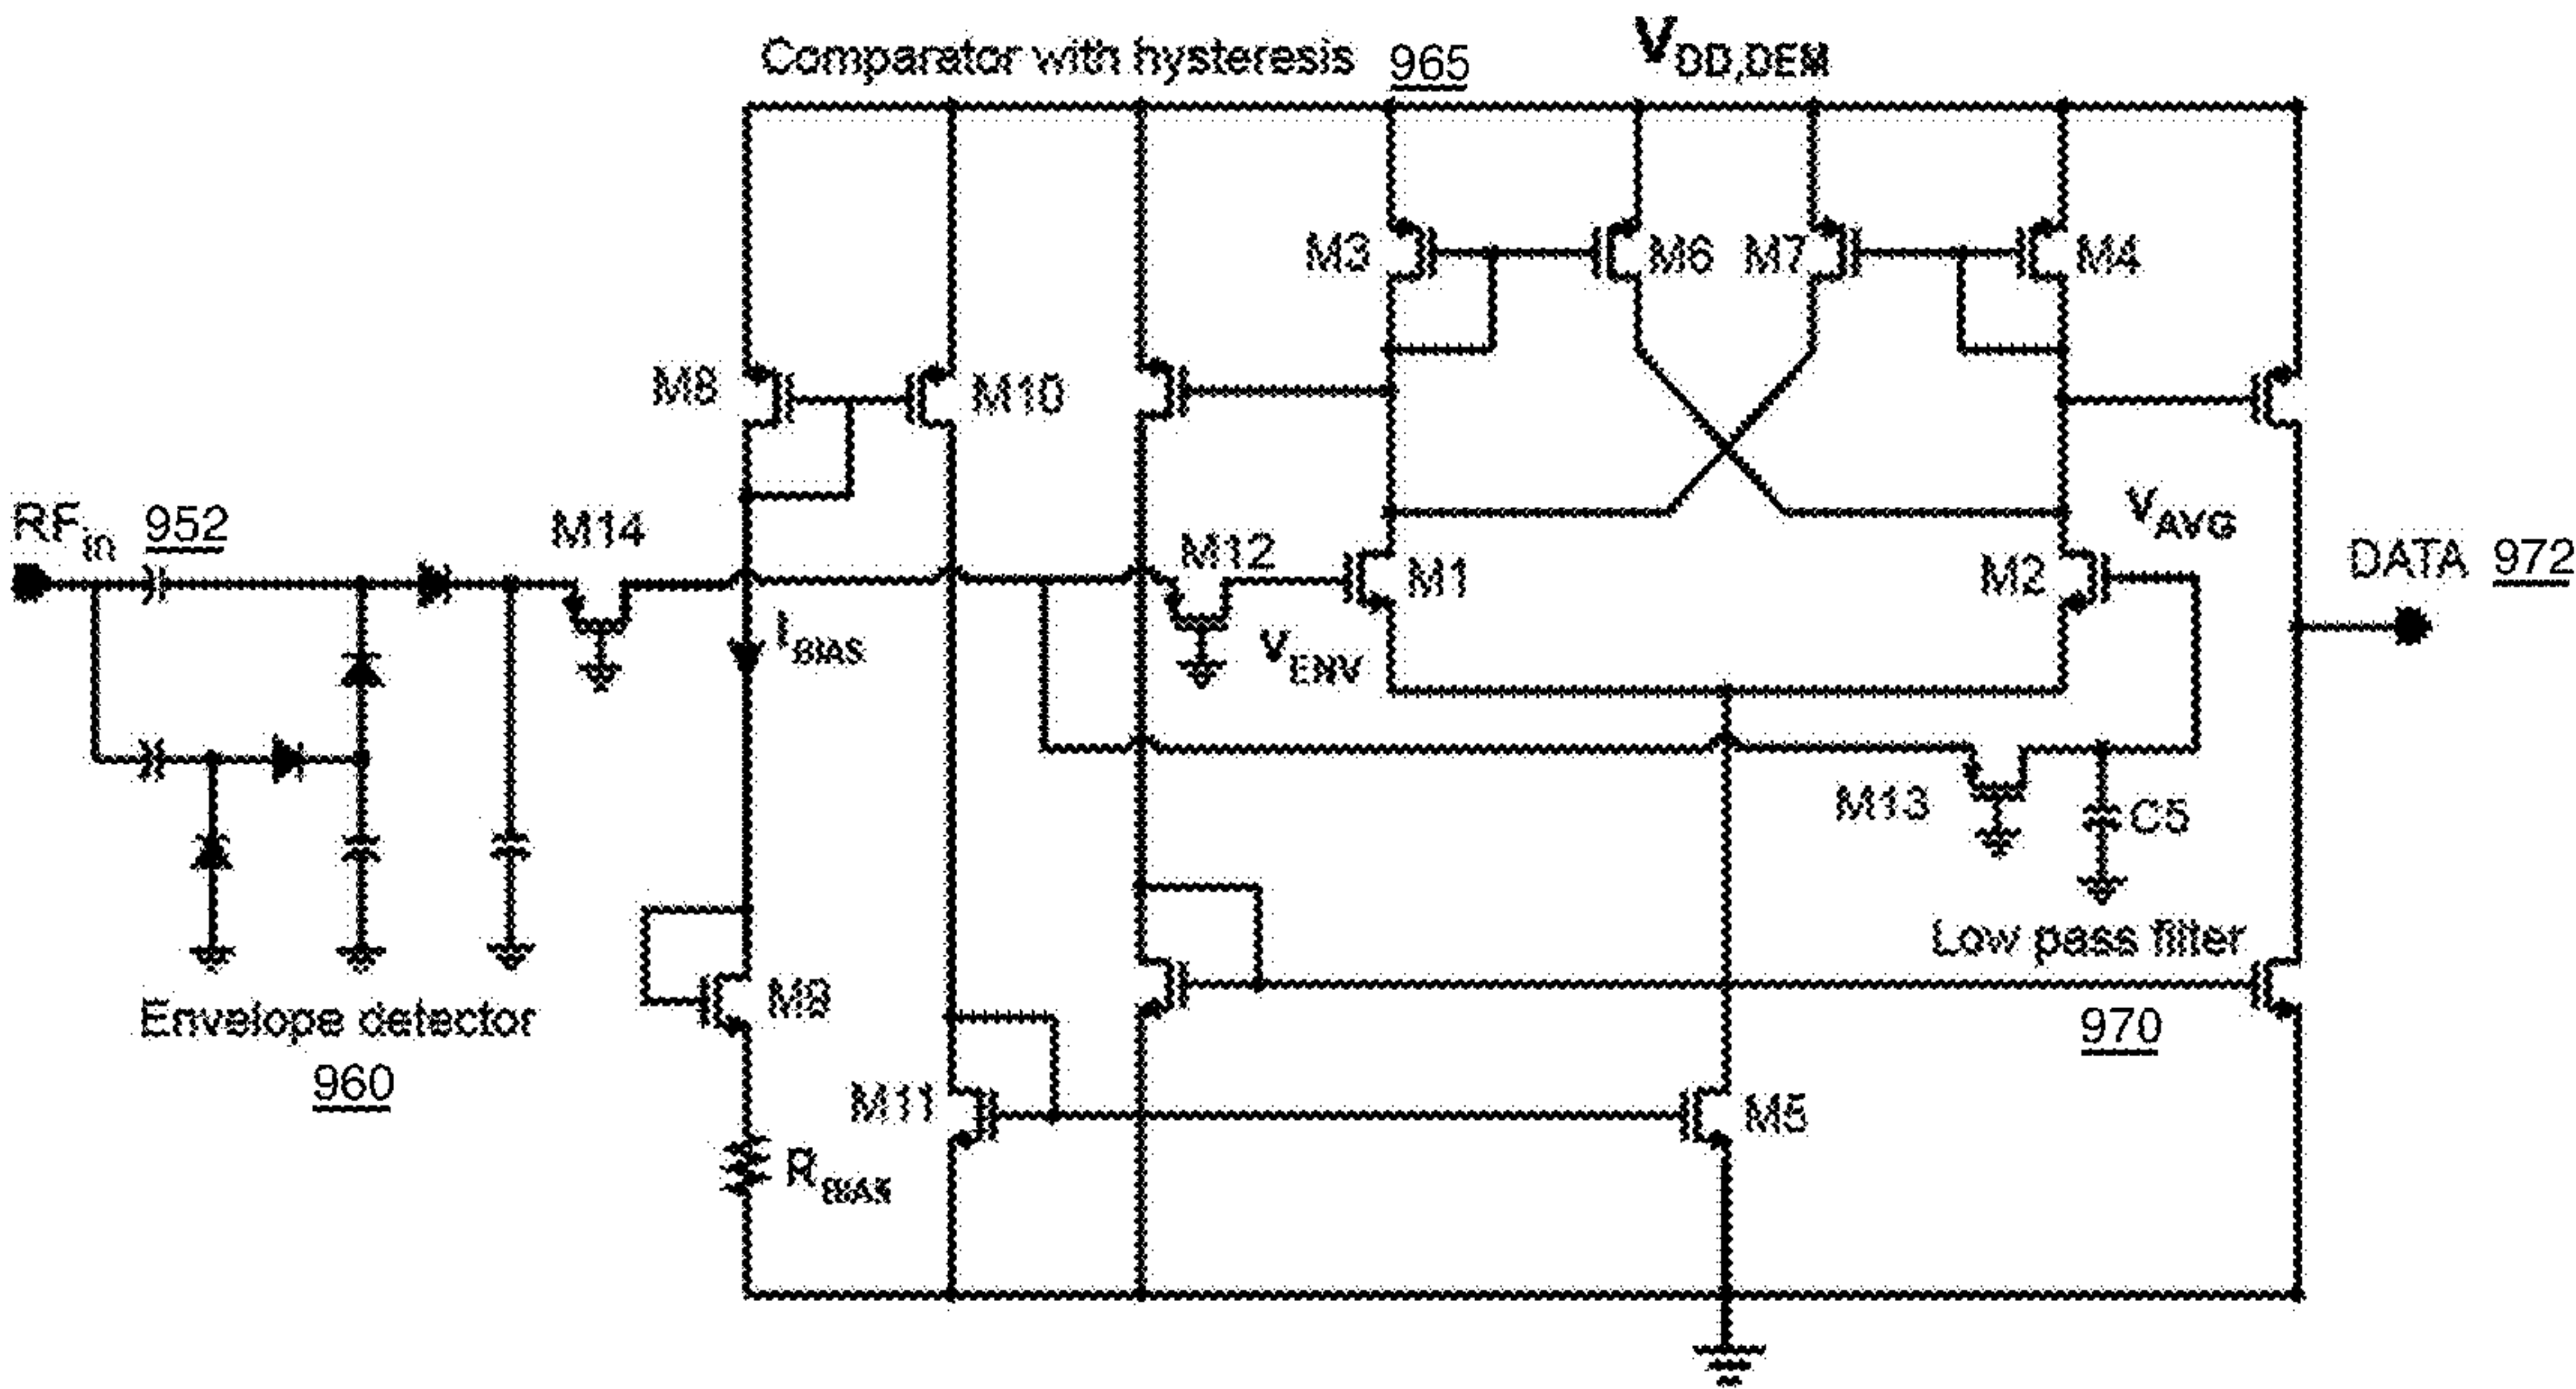 Comparator with hysteresis 965
VDD,DEM
M3
M6
M7
M4
M8
M10
RFin 952
M14
M12
M1
M2
VAVG
DATA 972
IBIAS
VENV
M13
C5
Low pass filter
970
Envelope detector
960
M9
M11
M5
RBIAS